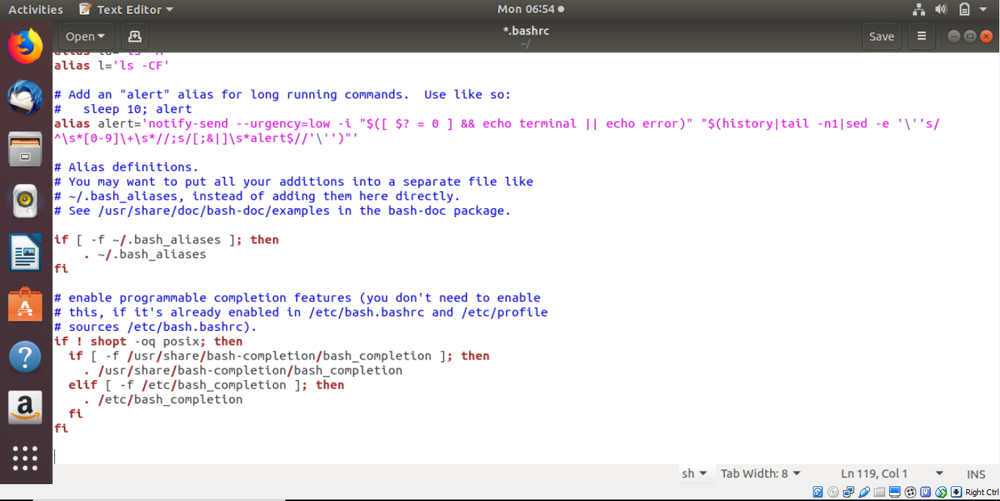 Activities Text Editor Mon 06:54
Open *.bashrc Save
~/
alias l='ls -CF'
# Add an "alert" alias for long running commands.  Use like so:
#   sleep 10; alert
alias alert='notify-send --urgency=low -i "$([ $? = 0 ] && echo terminal || echo error)" "$(history|tail -n1|sed -e '\''s/
^\s*[0-9]\+\s*//;s/[;&|]\s*alert$//'\'')"'
# Alias definitions.
# You may want to put all your additions into a separate file like
# ~/.bash_aliases, instead of adding them here directly.
# See /usr/share/doc/bash-doc/examples in the bash-doc package.
if [ -f ~/.bash_aliases ]; then
    . ~/.bash_aliases
fi
# enable programmable completion features (you don't need to enable
# this, if it's already enabled in /etc/bash.bashrc and /etc/profile
# sources /etc/bash.bashrc).
if ! shopt -oq posix; then
  if [ -f /usr/share/bash-completion/bash_completion ]; then
    . /usr/share/bash-completion/bash_completion
  elif [ -f /etc/bash_completion ]; then
    . /etc/bash_completion
  fi
fi
sh Tab Width: 8 Ln 119, Col 1 INS
Right Ctrl